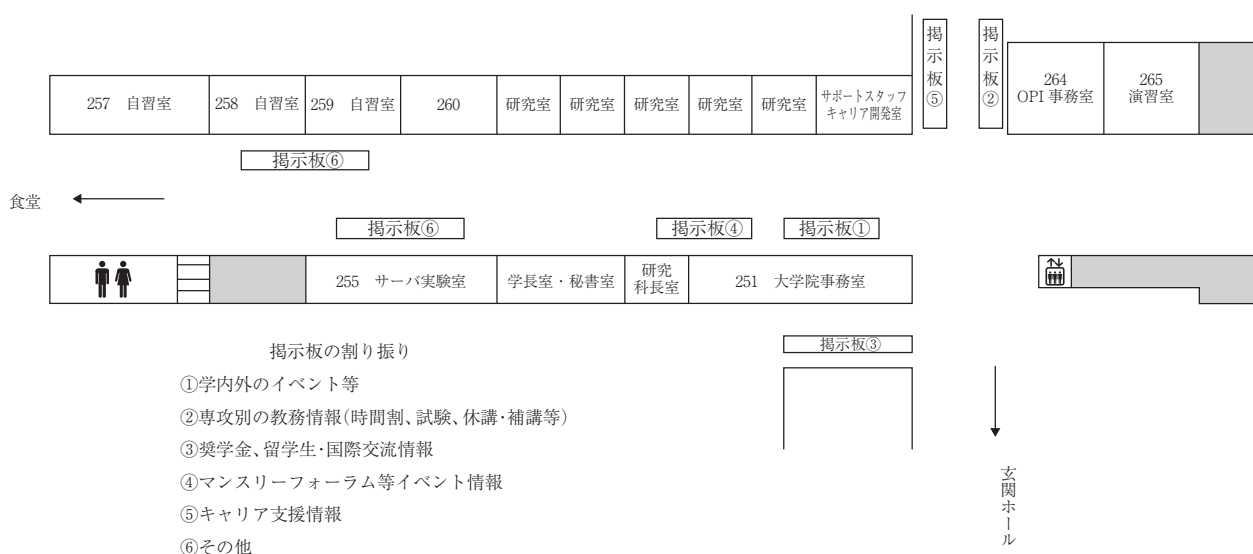 掲示板⑤
掲示板②
257 自習室
258 自習室
259 自習室
260
研究室
研究室
研究室
研究室
研究室
サポートスタッフ
キャリア開発室
264
OPI 事務室
265
演習室
掲示板⑥
食堂
掲示板⑥
掲示板④
掲示板①
255 サーバ実験室
学長室・秘書室
研究
科長室
251 大学院事務室
掲示板③
掲示板の割り振り
①学内外のイベント等
②専攻別の教務情報(時間割、試験、休講・補講等)
③奨学金、留学生・国際交流情報
④マンスリーフォーラム等イベント情報
⑤キャリア支援情報
⑥その他
玄関ホール